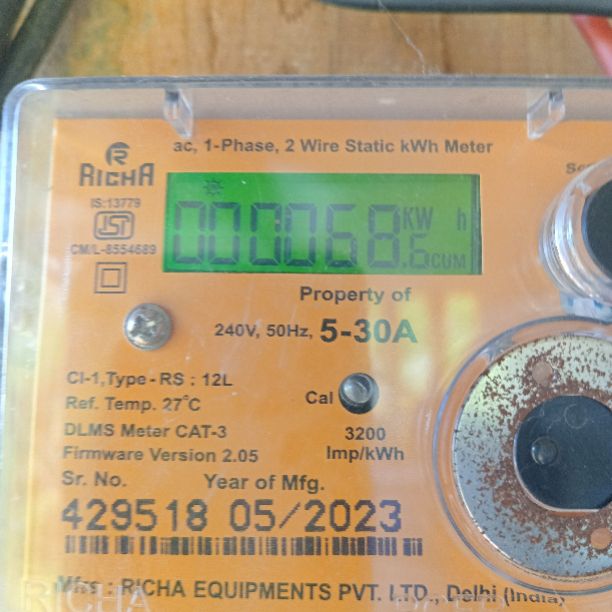 ac, 1-Phase, 2 Wire Static kWh Meter
RICHA
IS:13779
ISI
CM/L-8554689
000068.6 KW h
CUM
Property of
240V, 50Hz, 5-30A
Cl-1,Type-RS : 12L
Ref. Temp. 27°C
Cal
DLMS Meter CAT-3
3200
Firmware Version 2.05
Imp/kWh
Sr. No. Year of Mfg.
429518 05/2023
Mfrs : RICHA EQUIPMENTS PVT. LTD., Delhi (India)
RICHA